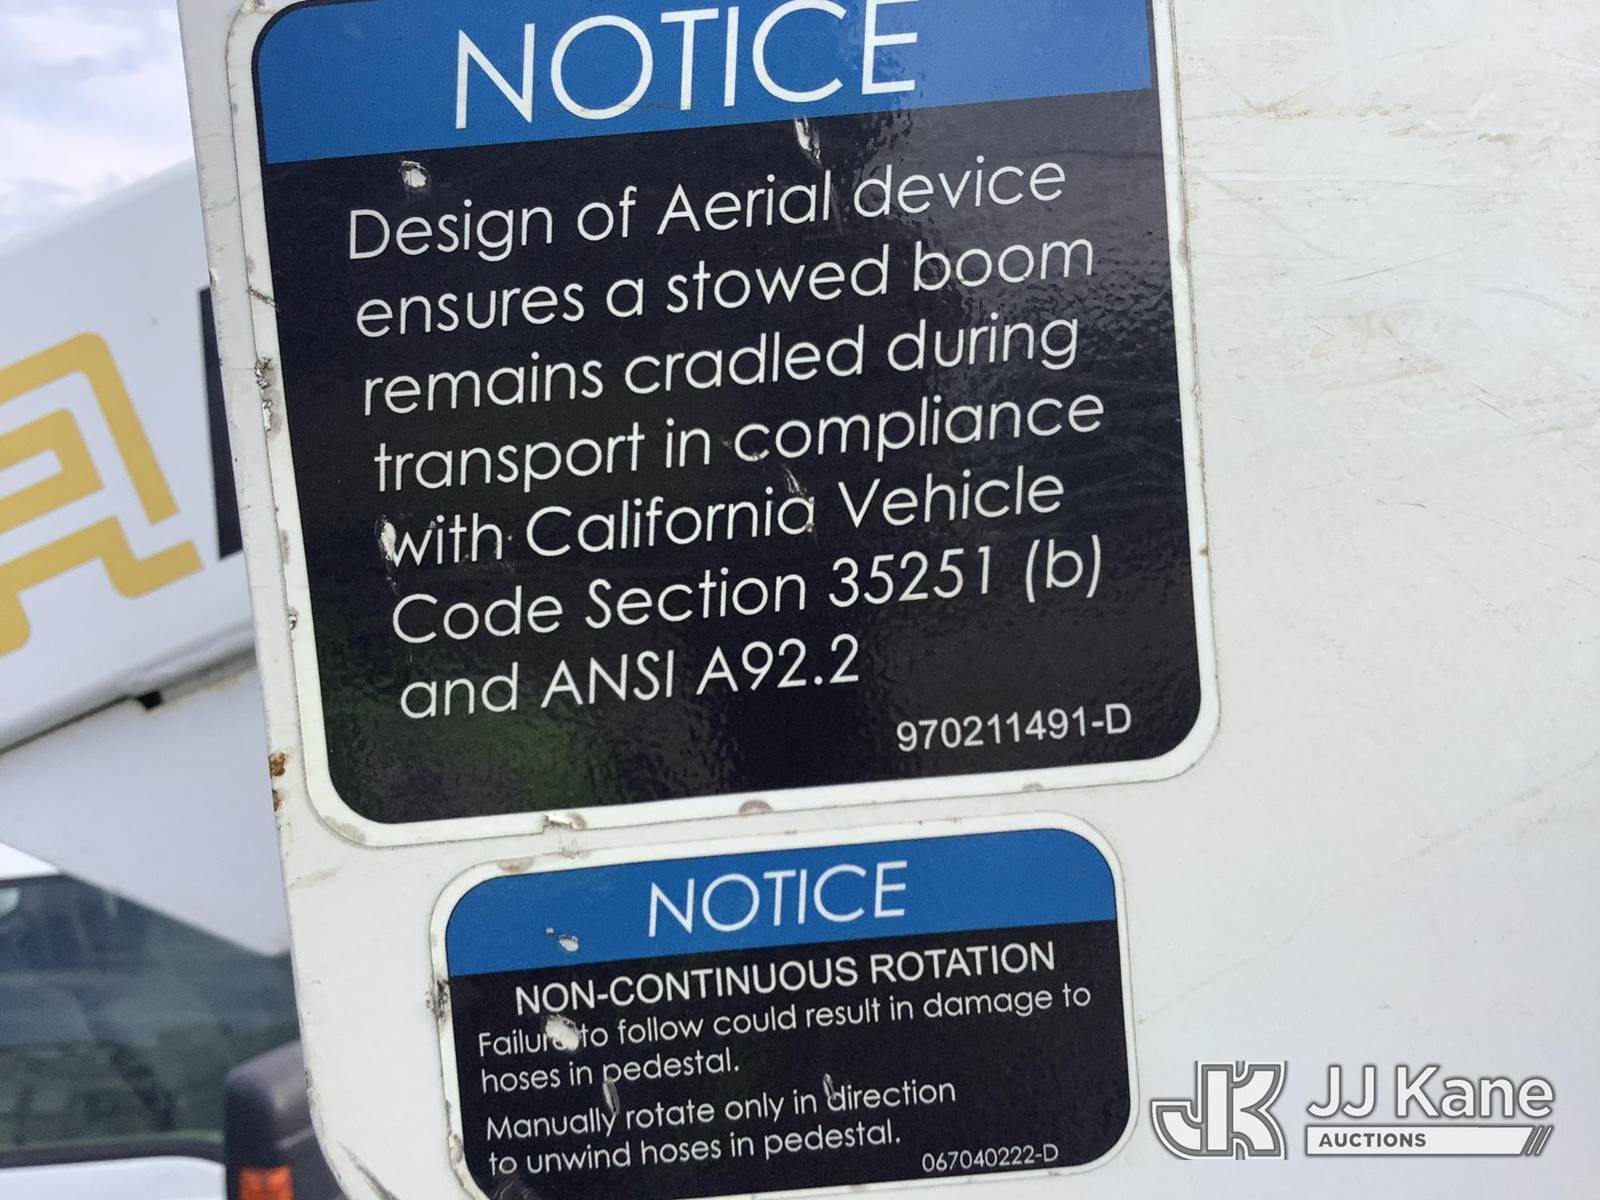 NOTICE
Design of Aerial device
ensures a stowed boom
remains cradled during
transport in compliance
with California Vehicle
Code Section 35251 (b)
and ANSI A92.2
970211491-D
NOTICE
NON-CONTINUOUS ROTATION
Failure to follow could result in damage to
hoses in pedestal.
Manually rotate only in direction
to unwind hoses in pedestal.
067040222-D
JK JJ Kane
AUCTIONS